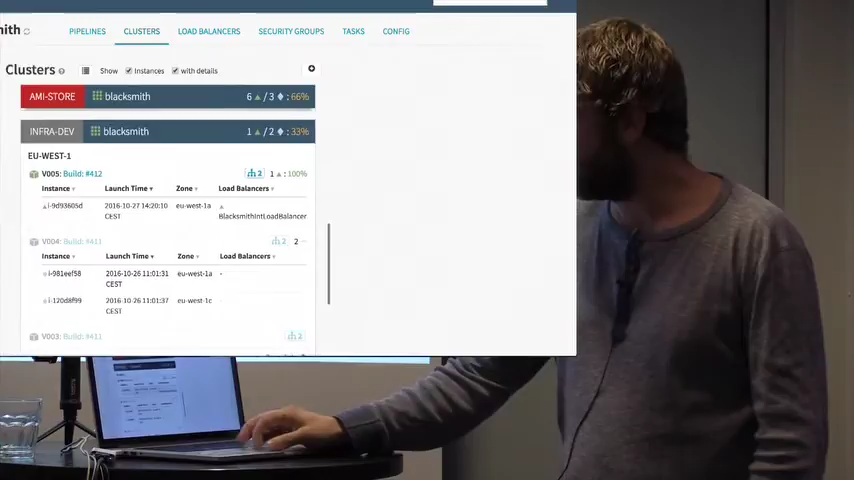 nith
PIPELINES CLUSTERS LOAD BALANCERS SECURITY GROUPS TASKS CONFIG
Clusters Show Instances with details
AMI-STORE blacksmith 6 / 3 : 66%
INFRA-DEV blacksmith 1 / 2 : 33%
EU-WEST-1
V005: Build: #412 2 1 : 100%
Instance Launch Time Zone Load Balancers
i-9d93605d 2016-10-27 14:20:10 CEST eu-west-1a BlacksmithIntLoadBalancer
V004: Build: #411 2 2 -
Instance Launch Time Zone Load Balancers
i-981eef58 2016-10-26 11:01:31 CEST eu-west-1a -
i-120d8f99 2016-10-26 11:01:37 CEST eu-west-1c
V003: Build: #411 2